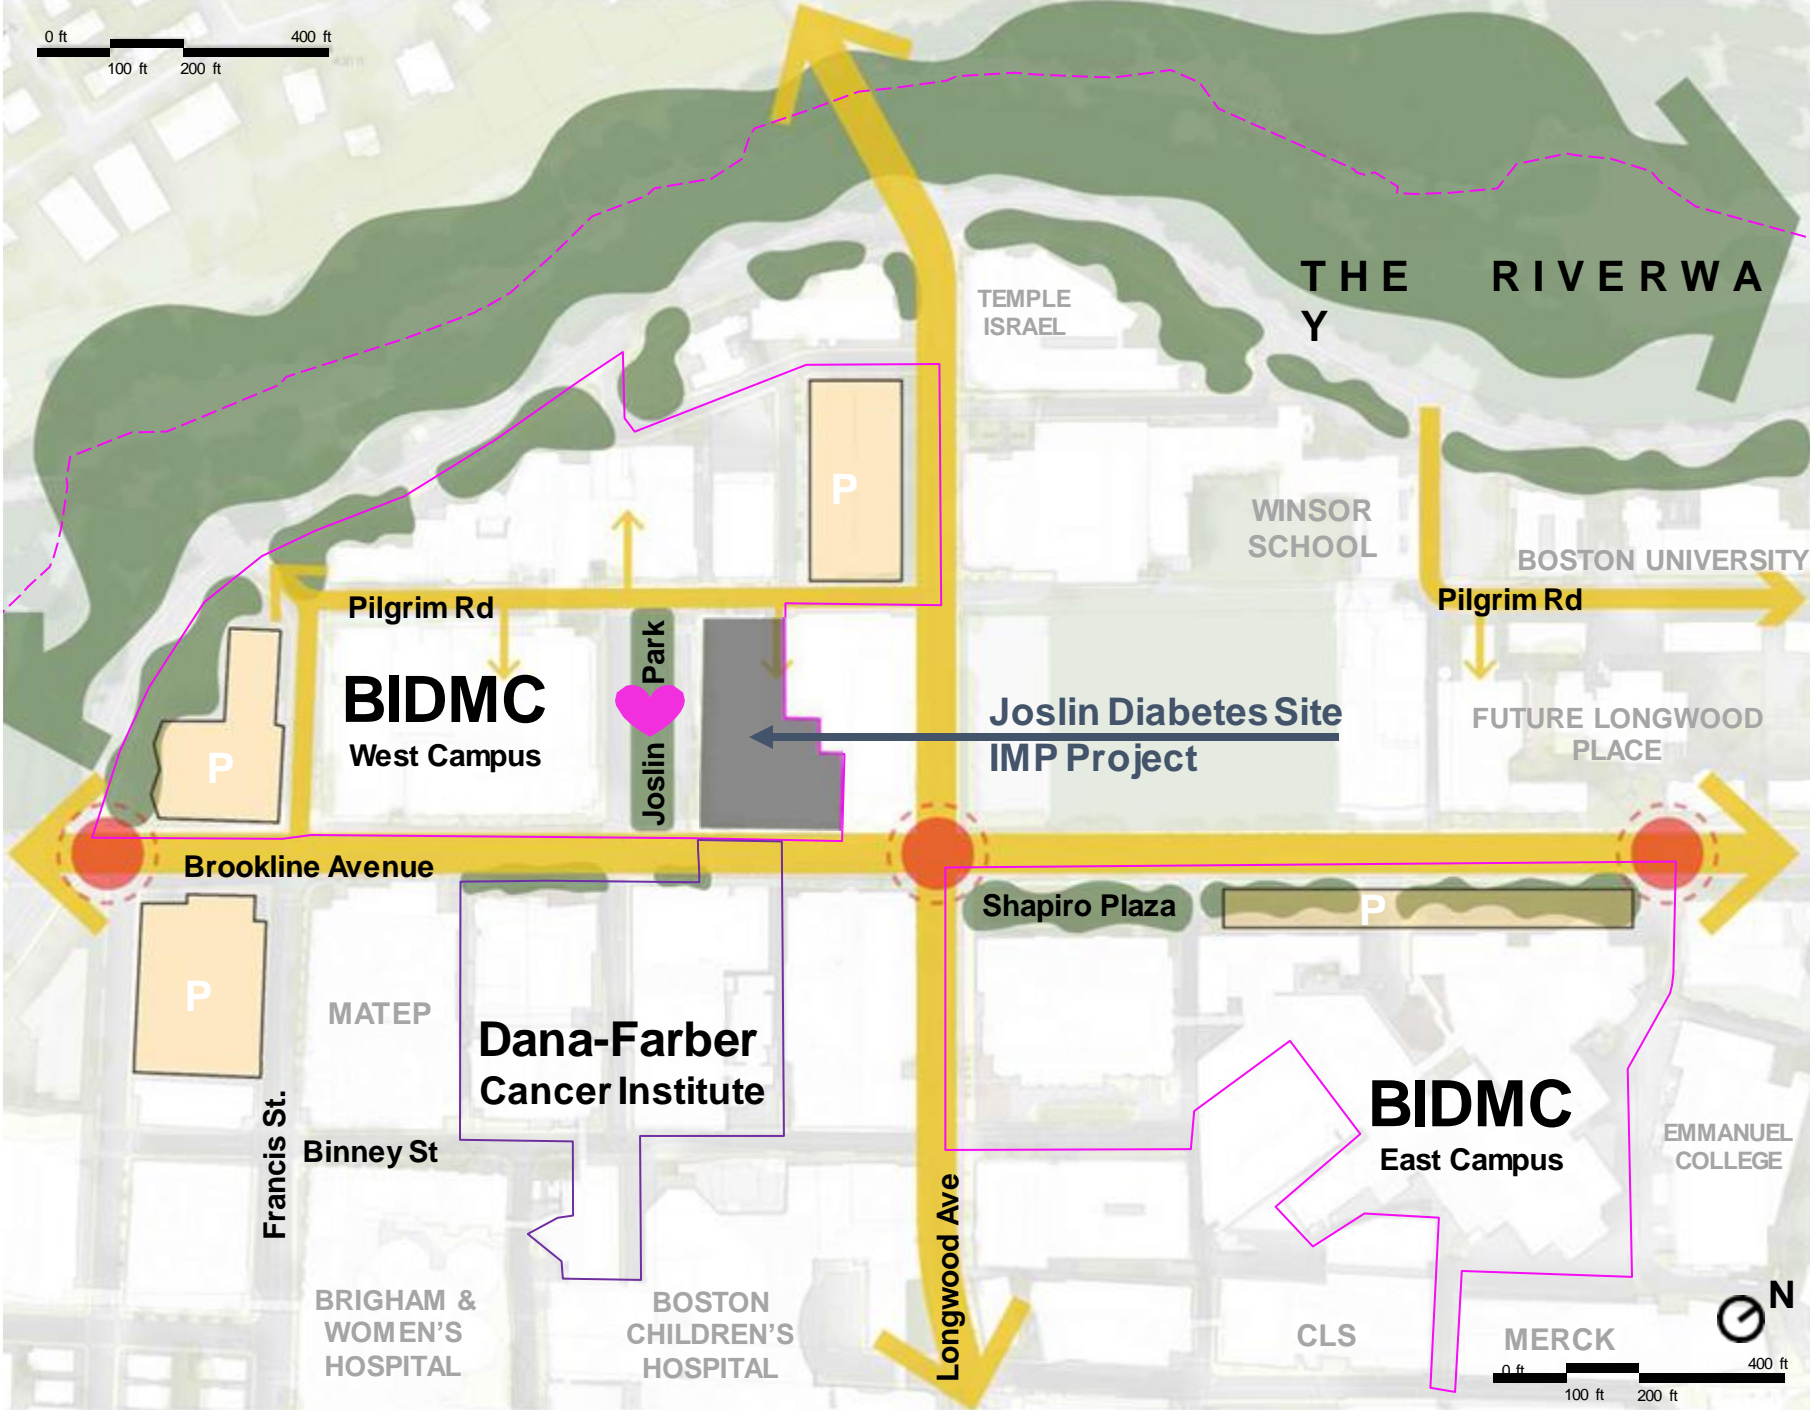 0 ft 400 ft
100 ft 200 ft
THE RIVERWA
Y
TEMPLE
ISRAEL
P
WINSOR
SCHOOL
BOSTON UNIVERSITY
Pilgrim Rd
Pilgrim Rd
Joslin Park
BIDMC
West Campus
P
Joslin Diabetes Site
IMP Project
FUTURE LONGWOOD
PLACE
Brookline Avenue
Shapiro Plaza
P
P
MATEP
Dana-Farber
Cancer Institute
BIDMC
East Campus
Francis St.
Binney St
EMMANUEL
COLLEGE
Longwood Ave
BRIGHAM &
WOMEN'S
HOSPITAL
BOSTON
CHILDREN'S
HOSPITAL
CLS
MERCK
N
0 ft 400 ft
100 ft 200 ft